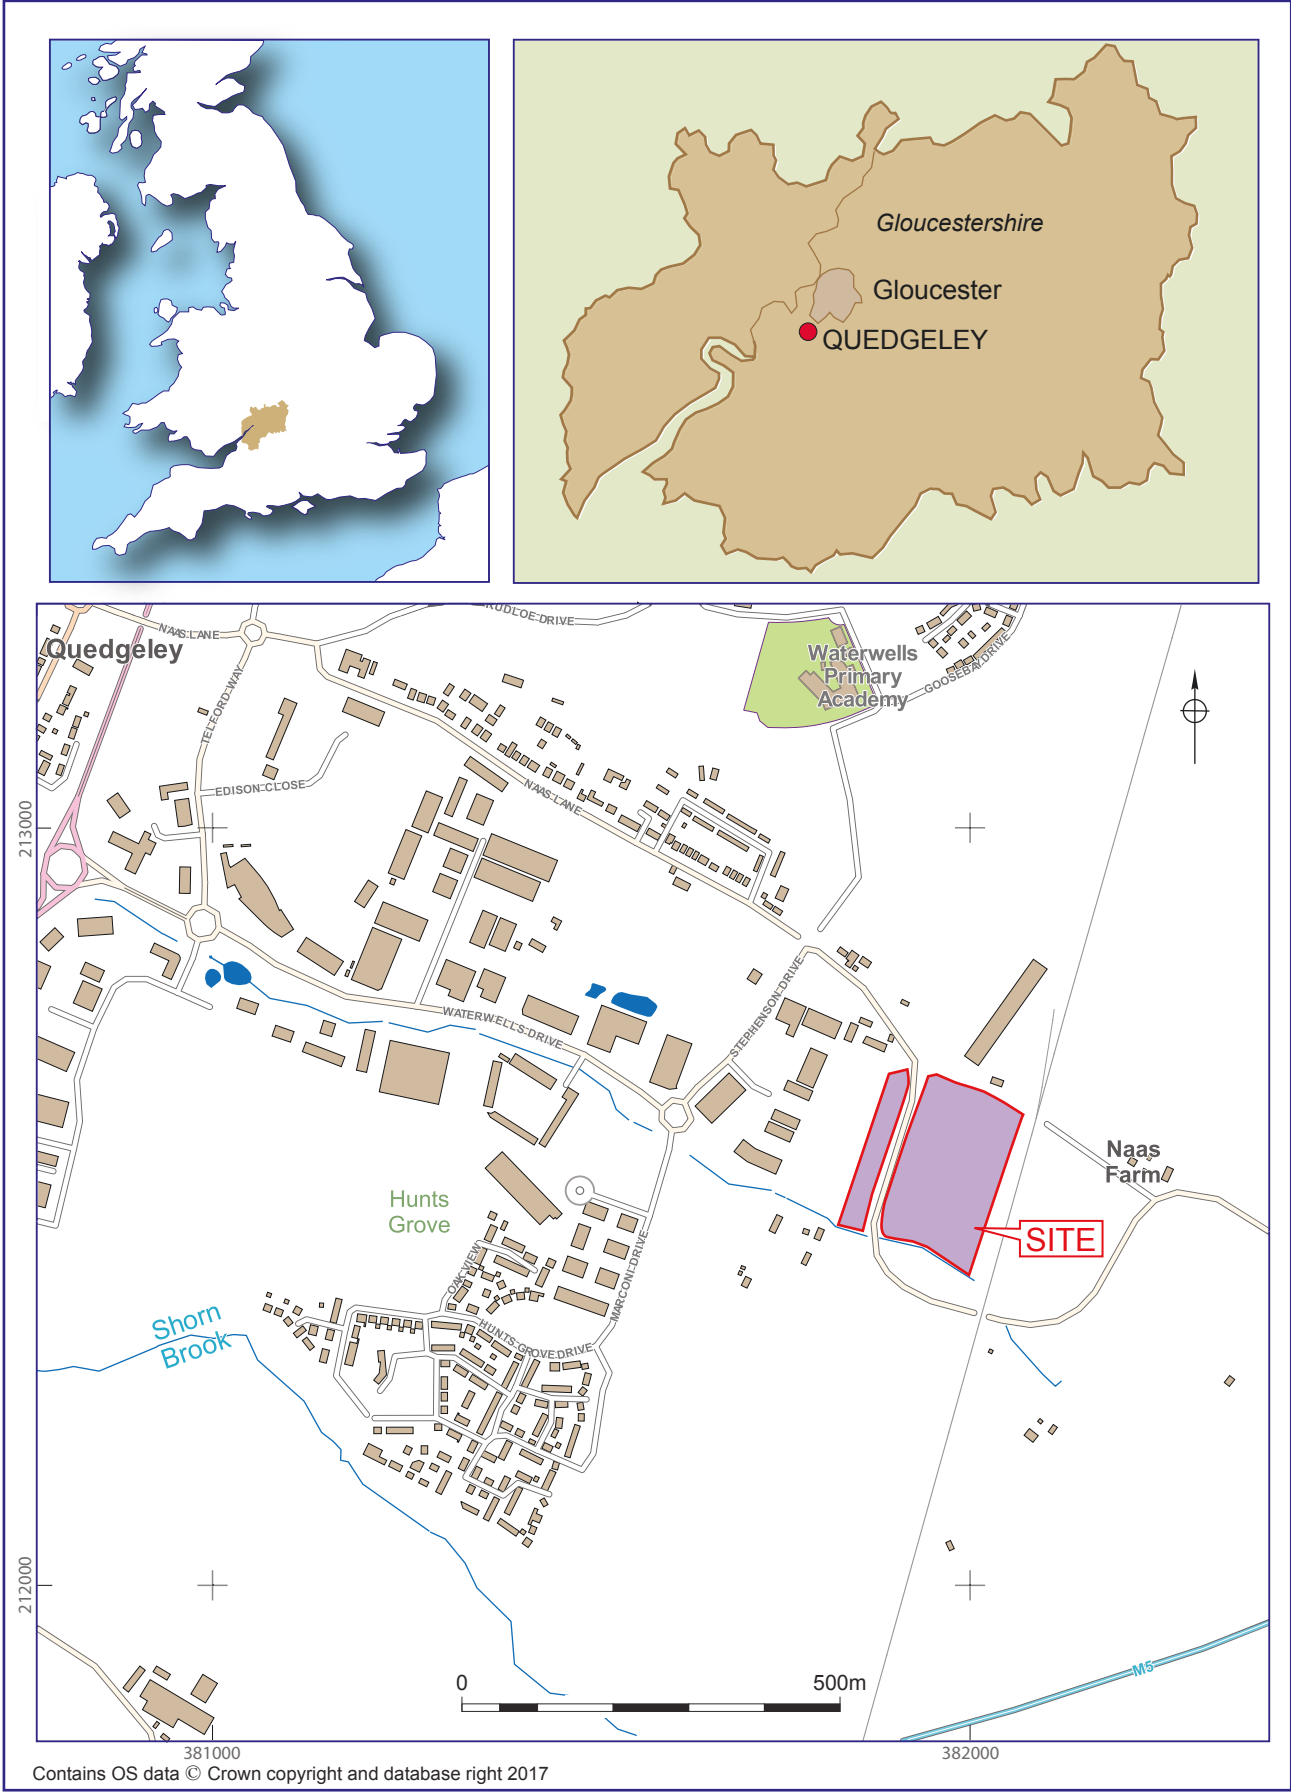 Gloucestershire
Gloucester
QUEDGELEY
RUDLOE DRIVE
NAAS LANE
Quedgeley
Waterwells
Primary
Academy
GOOSEBAY DRIVE
TELFORD WAY
EDISON CLOSE
NAAS LANE
213000
STEPHENSON DRIVE
WATERWELLS DRIVE
Naas
Farm
Hunts
Grove
SITE
OAK VIEW
MARCONI DRIVE
HUNTS GROVE DRIVE
Shorn
Brook
212000
M5
0
500m
381000
382000
Contains OS data © Crown copyright and database right 2017